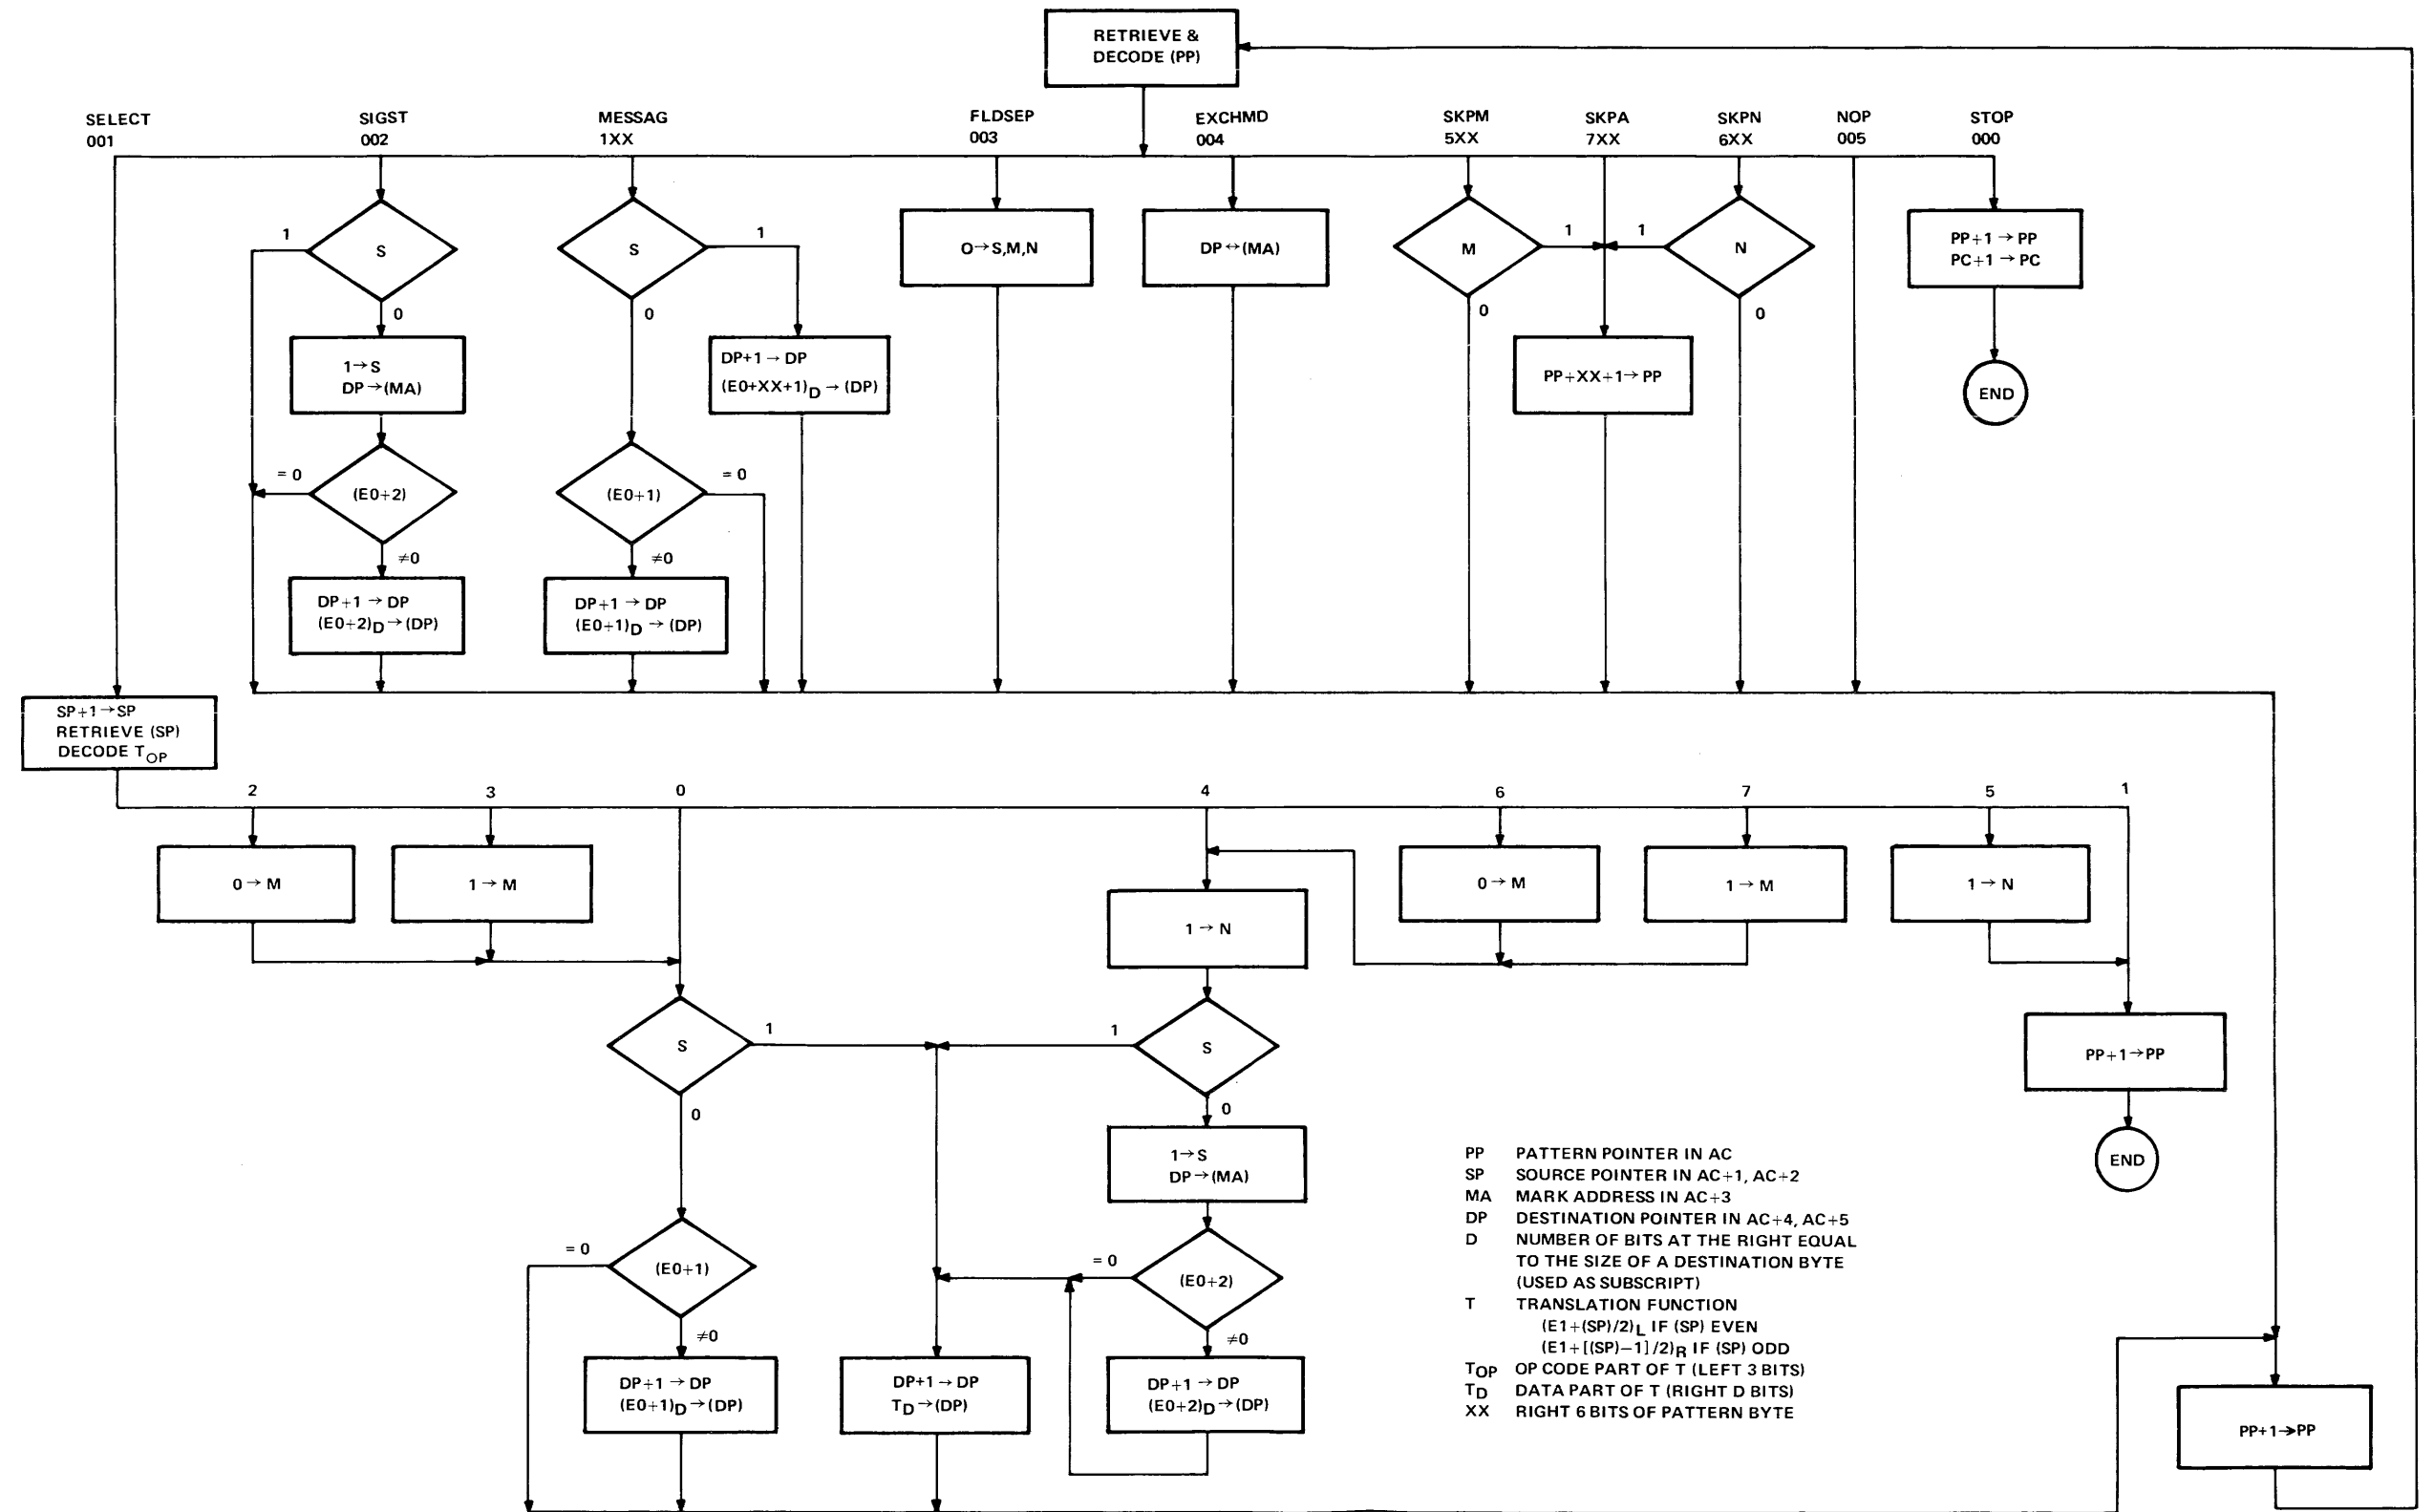 RETRIEVE &
DECODE (PP)
SELECT
001
SIGST
002
MESSAG
1XX
FLDSEP
003
EXCHMD
004
SKPM
5XX
SKPA
7XX
SKPN
6XX
NOP
005
STOP
000
1
S
0
S
1
0
O→S,M,N
DP↔(MA)
M
1
0
1
N
0
PP+1 → PP
PC+1 → PC
1→S
DP→(MA)
DP+1 → DP
(E0+XX+1)D → (DP)
PP+XX+1→PP
END
= 0
(E0+2)
≠0
(E0+1)
= 0
≠0
DP+1 → DP
(E0+2)D→(DP)
DP+1 → DP
(E0+1)D → (DP)
SP+1→SP
RETRIEVE (SP)
DECODE TOP
2
3
0
4
6
7
5
1
0 → M
1 → M
1 → N
0 → M
1 → M
1 → N
S
1
0
1
S
0
PP+1→PP
END
1→S
DP→(MA)
= 0
(E0+1)
≠0
= 0
(E0+2)
≠0
DP+1 → DP
(E0+1)D→(DP)
DP+1 → DP
TD→(DP)
DP+1 → DP
(E0+2)D→(DP)
PP PATTERN POINTER IN AC
SP SOURCE POINTER IN AC+1, AC+2
MA MARK ADDRESS IN AC+3
DP DESTINATION POINTER IN AC+4, AC+5
D NUMBER OF BITS AT THE RIGHT EQUAL
TO THE SIZE OF A DESTINATION BYTE
(USED AS SUBSCRIPT)
T TRANSLATION FUNCTION
(E1+(SP)/2)L IF (SP) EVEN
(E1+[(SP)−1]/2)R IF (SP) ODD
TOP OP CODE PART OF T (LEFT 3 BITS)
TD DATA PART OF T (RIGHT D BITS)
XX RIGHT 6 BITS OF PATTERN BYTE
PP+1→PP